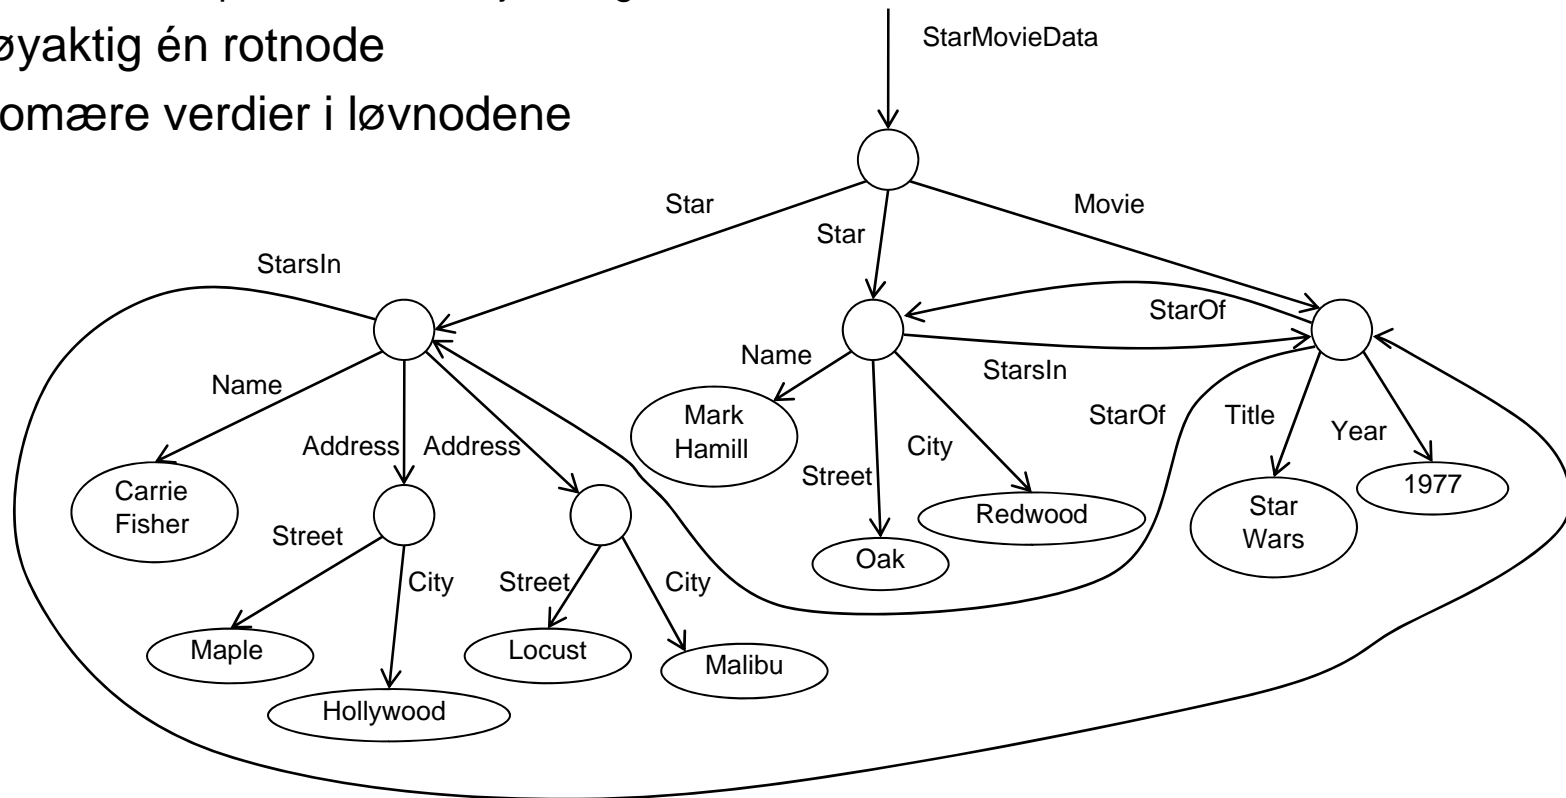 StarMovieData
øyaktig én rotnode
omære verdier i løvnodene
Star
Movie
Star
StarsIn
StarOf
Name
StarsIn
Name
Mark
Hamill
StarOf
Title
Year
Address
Address
City
Street
Carrie
Fisher
1977
Redwood
Star
Wars
Street
Oak
City
Street
City
Maple
Locust
Malibu
Hollywood